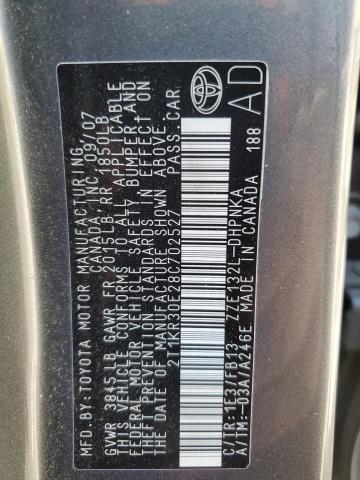 MFD.BY:TOYOTA MOTOR MANUFACTURING
CANADA, INC. 09/07
GVWR 3845LB GAWR FR 2045LB RR 1850LB
THIS VEHICLE CONFORMS TO ALL APPLICABLE
FEDERAL MOTOR VEHICLE SAFETY, BUMPER, AND
THEFT PREVENTION STANDARDS IN EFFECT ON
THE DATE OF MANUFACTURE SHOWN ABOVE.
2T1KR30E28C702527 PASS.CAR
C/TR:1E3/FB13 ZZE132L-DHPNKA
A/TM:-03A/A246E MADE IN CANADA 188
AD